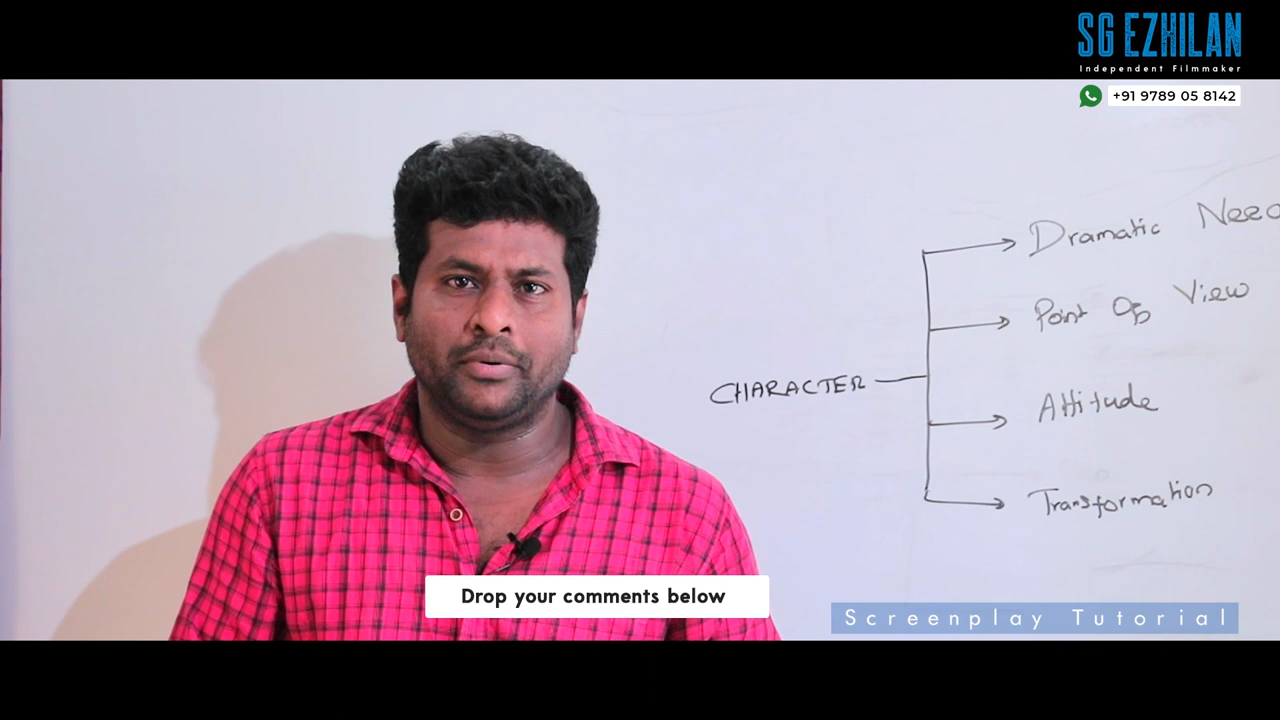 SG EZHILAN
Independent Filmmaker
+91 9789 05 8142
Dramatic Need
Point Of View
CHARACTER
Attitude
Transformation
Drop your comments below
Screenplay Tutorial